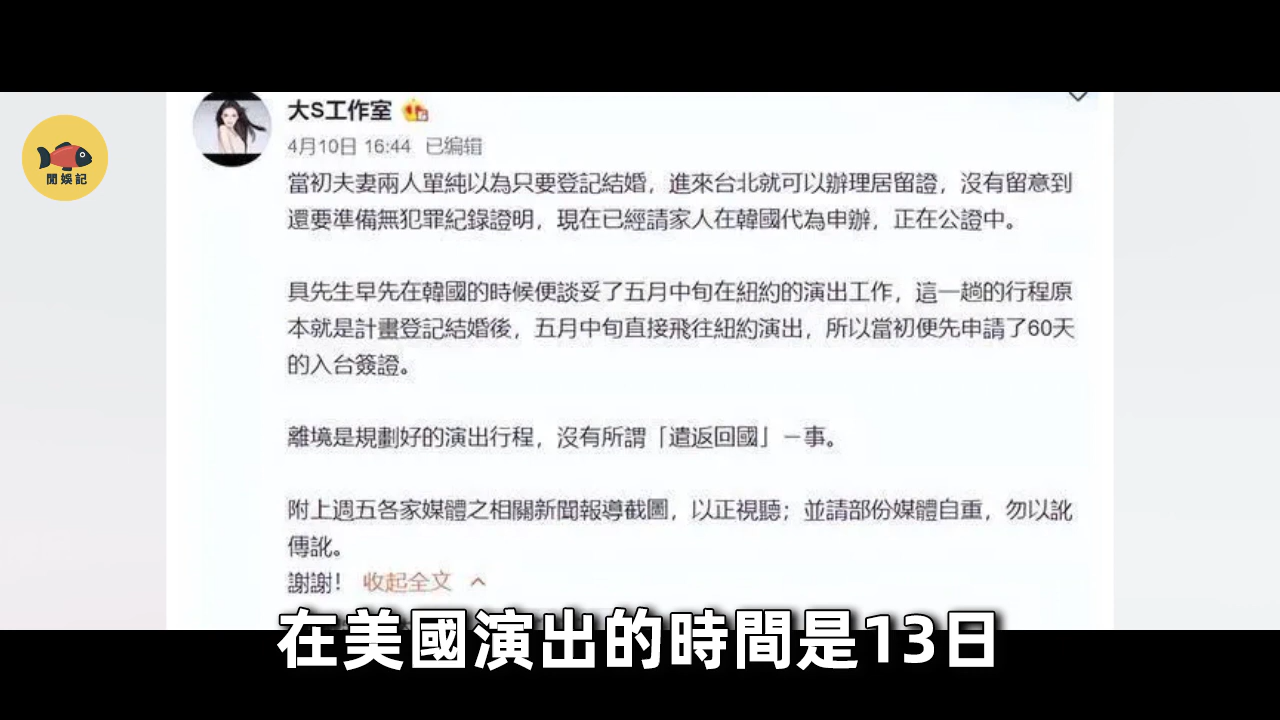 大S工作室
4月10日 16:44 已编辑
閒娛記
當初夫妻兩人單純以為只要登記結婚，進來台北就可以辦理居留證，沒有留意到
還要準備無犯罪紀錄證明，現在已經請家人在韓國代為申辦，正在公證中。
具先生早先在韓國的時候便談妥了五月中旬在紐約的演出工作，這一趟的行程原
本就是計畫登記結婚後，五月中旬直接飛往紐約演出，所以當初便先申請了60天
的入台簽證。
離境是規劃好的演出行程，沒有所謂「遣返回國」一事。
附上週五各家媒體之相關新聞報導截圖，以正視聽；並請部份媒體自重，勿以訛
傳訛。
謝謝！ 收起全文
在美國演出的時間是13日